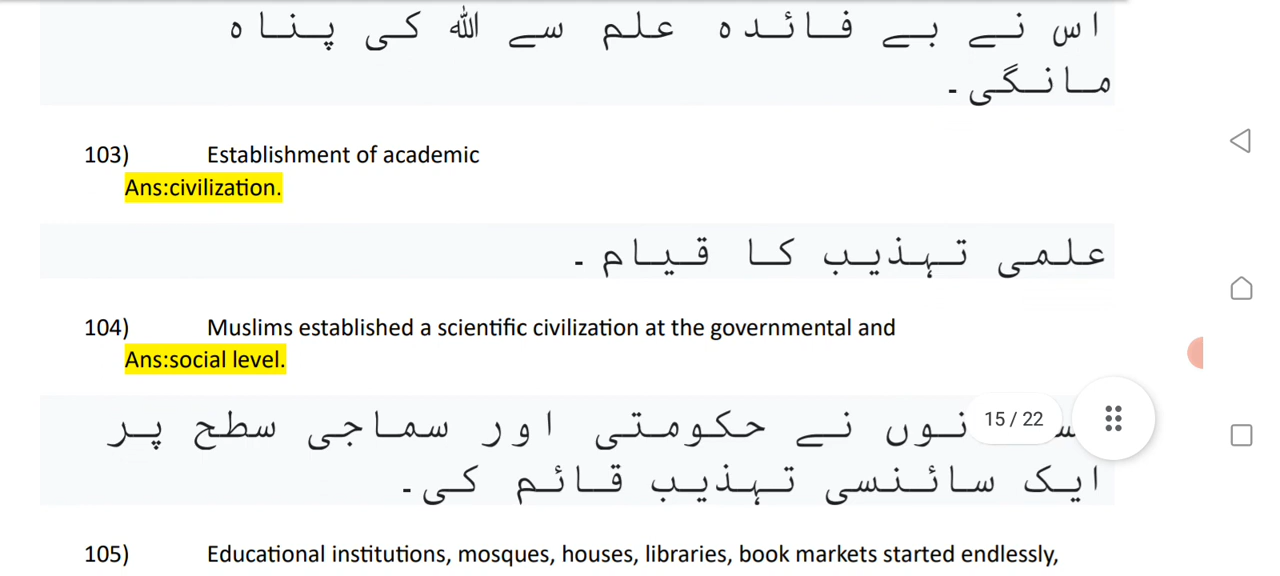 اس نے بے فائدہ علم سے اللہ کی پناہ
مانگی۔
103) Establishment of academic
Ans:civilization.
علمی تہذیب کا قیام۔
104) Muslims established a scientific civilization at the governmental and
Ans:social level.
نوں نے حکومتی اور سماجی سطح پر
15 / 22
ایک سائنسی تہذیب قائم کی۔
105) Educational institutions, mosques, houses, libraries, book markets started endlessly,